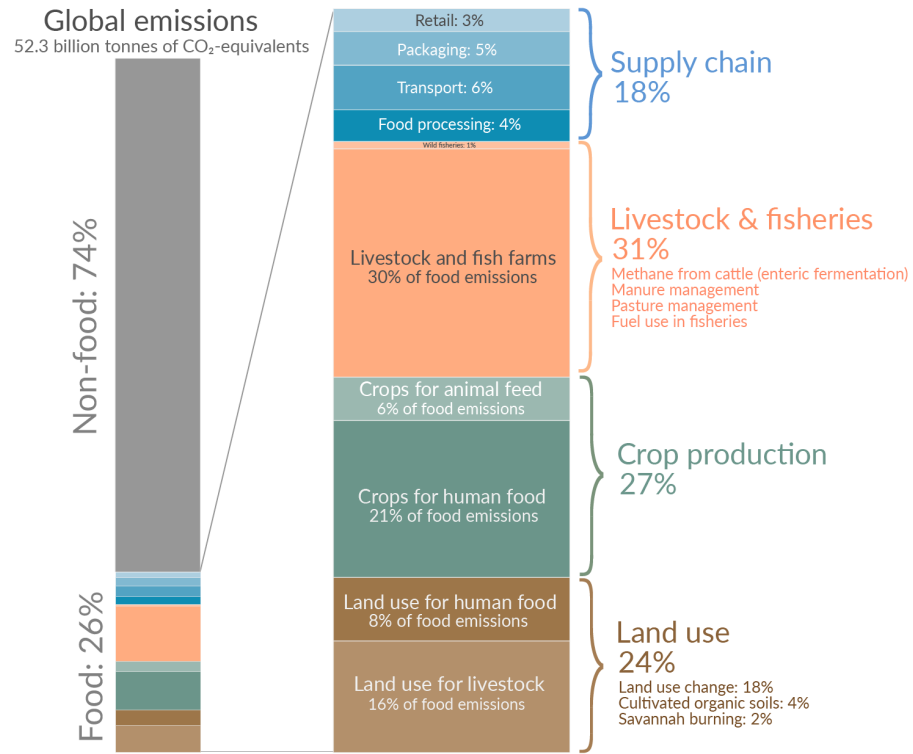 Global emissions
52.3 billion tonnes of CO₂-equivalents
Non-food: 74%
Food: 26%
Retail: 3%
Packaging: 5%
Transport: 6%
Food processing: 4%
Wild fisheries: 1%
Livestock and fish farms
30% of food emissions
Crops for animal feed
6% of food emissions
Crops for human food
21% of food emissions
Land use for human food
8% of food emissions
Land use for livestock
16% of food emissions
Supply chain
18%
Livestock & fisheries
31%
Methane from cattle (enteric fermentation)
Manure management
Pasture management
Fuel use in fisheries
Crop production
27%
Land use
24%
Land use change: 18%
Cultivated organic soils: 4%
Savannah burning: 2%